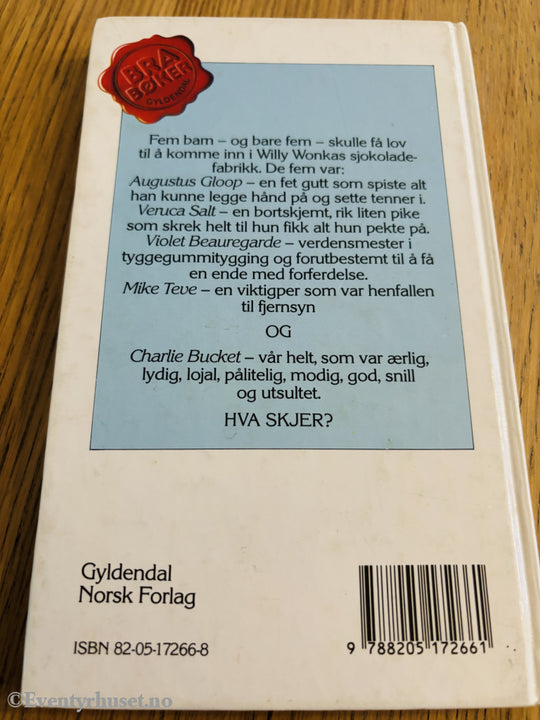 BRA
BØKER
GYLDENDAL
Fem barn – og bare fem – skulle få lov
til å komme inn i Willy Wonkas sjokolade-
fabrikk. De fem var:
Augustus Gloop – en fet gutt som spiste alt
han kunne legge hånd på og sette tenner i.
Veruca Salt – en bortskjemt, rik liten pike
som skrek helt til hun fikk alt hun pekte på.
Violet Beauregarde – verdensmester i
tyggegummitygging og forutbestemt til å få
en ende med forferdelse.
Mike Teve – en viktigper som var henfallen
til fjernsyn
OG
Charlie Bucket – vår helt, som var ærlig,
lydig, lojal, pålitelig, modig, god, snill
og utsultet.
HVA SKJER?
Gyldendal
Norsk Forlag
ISBN 82-05-17266-8
9 788205 172661
©Eventyrhuset.no